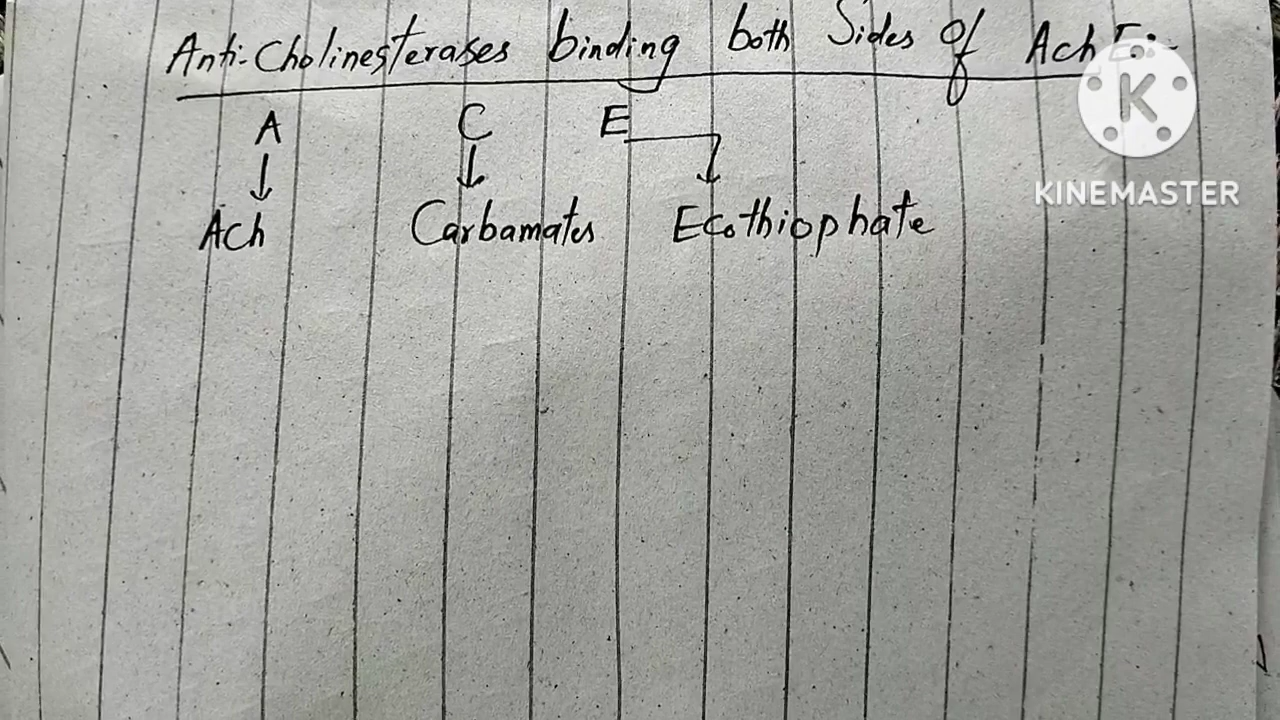 Anti-Cholinesterases binding both Sides Of AchE:-
A C E
Ach Carbamates Ecothiophate
K
KINEMASTER